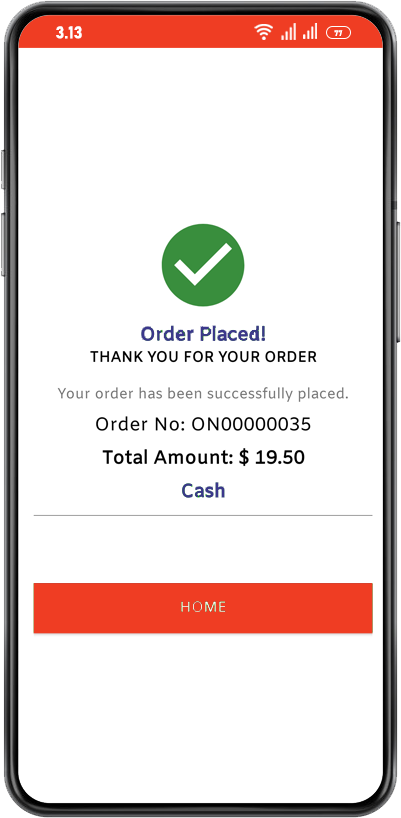 3.13
77
Order Placed!
THANK YOU FOR YOUR ORDER
Your order has been successfully placed.
Order No: ON00000035
Total Amount: $ 19.50
Cash
HOME